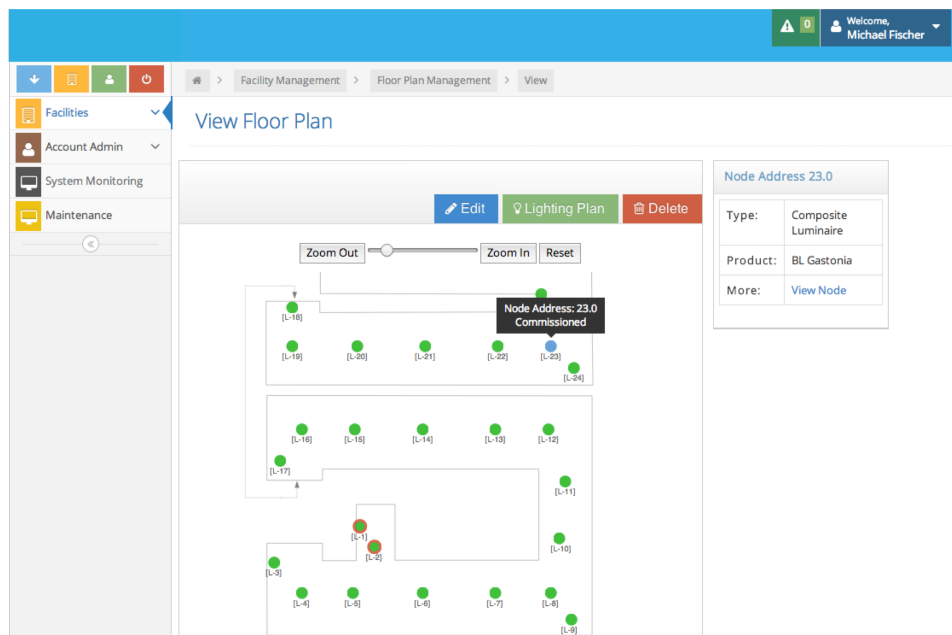 0
Welcome,
Michael Fischer
> Facility Management > Floor Plan Management > View
Facilities
Account Admin
System Monitoring
Maintenance
View Floor Plan
Edit
Lighting Plan
Delete
Zoom Out
Zoom In
Reset
Node Address: 23.0
Commissioned
[L-18]
[L-19]
[L-20]
[L-21]
[L-22]
[L-23]
[L-24]
[L-16]
[L-15]
[L-14]
[L-13]
[L-12]
[L-17]
[L-11]
[L-1]
[L-2]
[L-10]
[L-3]
[L-4]
[L-5]
[L-6]
[L-7]
[L-8]
[L-9]
Node Address 23.0
Type: Composite
Luminaire
Product: BL Gastonia
More: View Node